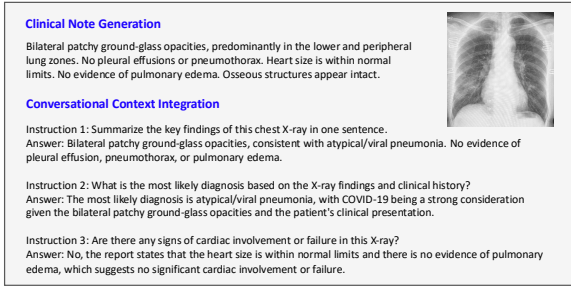 Clinical Note Generation
Bilateral patchy ground-glass opacities, predominantly in the lower and peripheral
lung zones. No pleural effusions or pneumothorax. Heart size is within normal
limits. No evidence of pulmonary edema. Osseous structures appear intact.
Conversational Context Integration
Instruction 1: Summarize the key findings of this chest X-ray in one sentence.
Answer: Bilateral patchy ground-glass opacities, consistent with atypical/viral pneumonia. No evidence of
pleural effusion, pneumothorax, or pulmonary edema.
Instruction 2: What is the most likely diagnosis based on the X-ray findings and clinical history?
Answer: The most likely diagnosis is atypical/viral pneumonia, with COVID-19 being a strong consideration
given the bilateral patchy ground-glass opacities and the patient's clinical presentation.
Instruction 3: Are there any signs of cardiac involvement or failure in this X-ray?
Answer: No, the report states that the heart size is within normal limits and there is no evidence of pulmonary
edema, which suggests no significant cardiac involvement or failure.